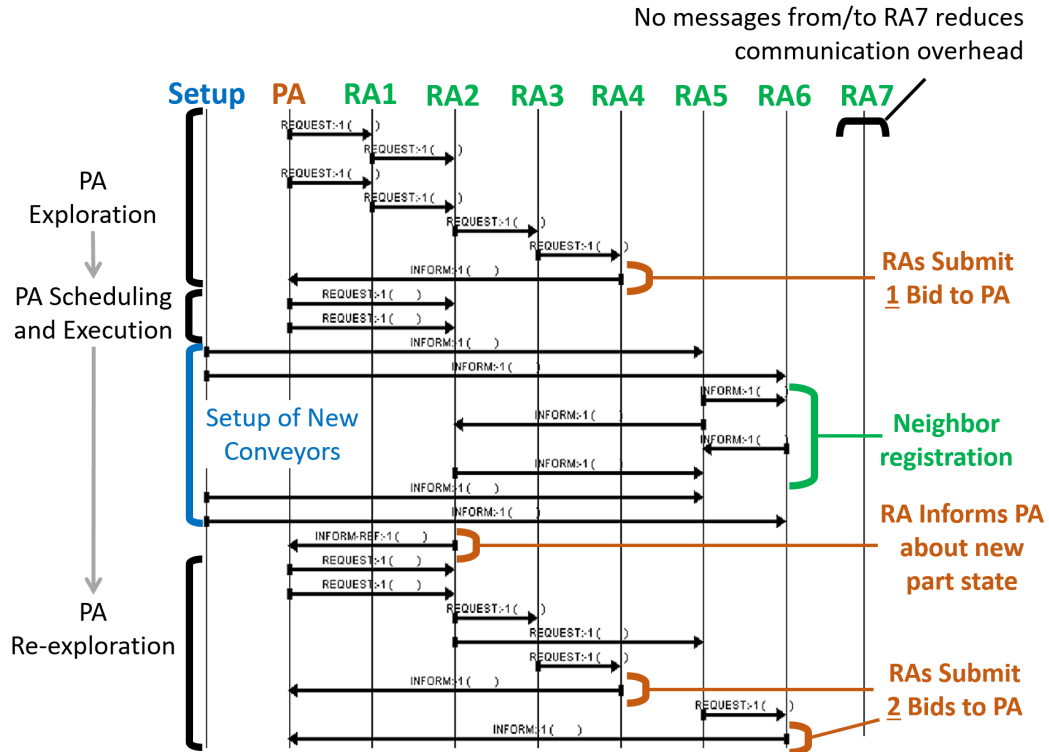 No messages from/to RA7 reduces
communication overhead
Setup PA RA1 RA2 RA3 RA4 RA5 RA6 RA7
REQUEST:-1 ( )
REQUEST:-1 ( )
REQUEST:-1 ( )
REQUEST:-1 ( )
REQUEST:-1 ( )
REQUEST:-1 ( )
INFORM:-1 ( )
PA
Exploration
RAs Submit
1 Bid to PA
REQUEST:-1 ( )
REQUEST:-1 ( )
PA Scheduling
and Execution
INFORM:-1 ( )
INFORM:-1 ( )
INFORM:-1 ( )
INFORM:-1 ( )
INFORM:-1 ( )
INFORM:-1 ( )
INFORM:-1 ( )
INFORM:-1 ( )
Setup of New
Conveyors
Neighbor
registration
INFORM-REF:-1 ( )
RA Informs PA
about new
part state
REQUEST:-1 ( )
REQUEST:-1 ( )
REQUEST:-1 ( )
REQUEST:-1 ( )
REQUEST:-1 ( )
INFORM:-1 ( )
REQUEST:-1 ( )
INFORM:-1 ( )
PA
Re-exploration
RAs Submit
2 Bids to PA